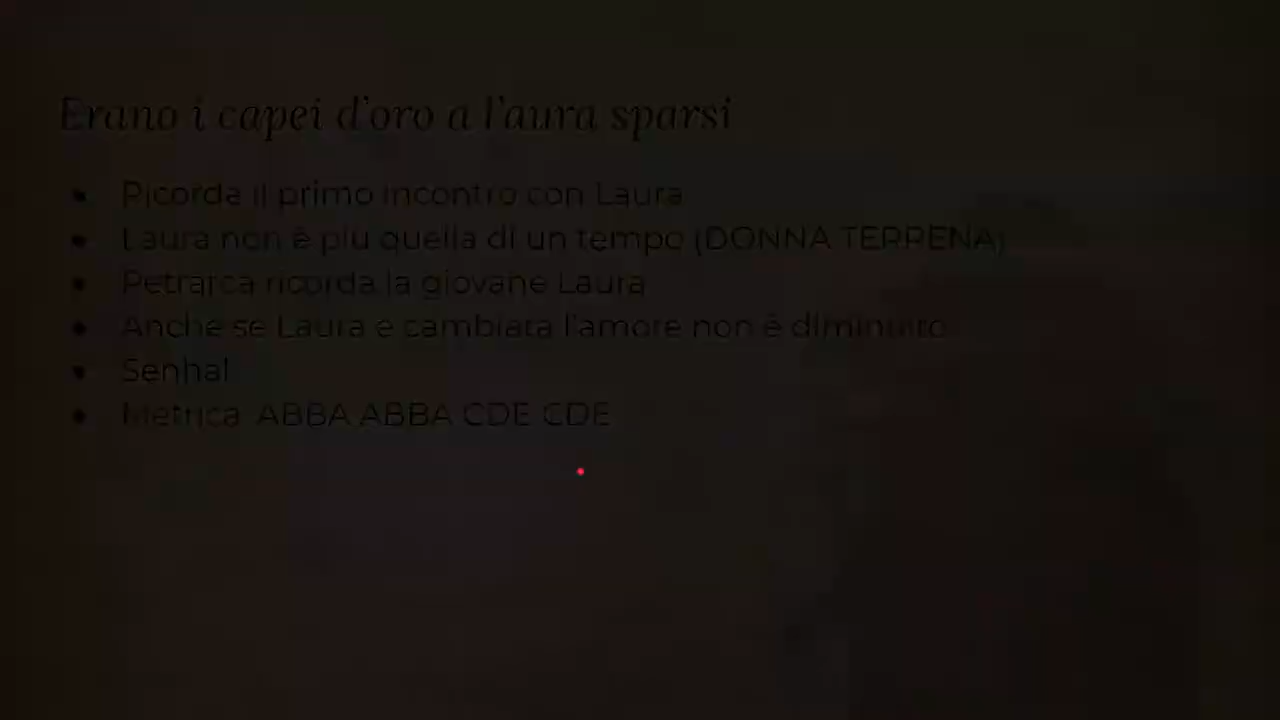 Erano i capei d'oro a l'aura sparsi
Ricorda il primo incontro con Laura
Laura non è più quella di un tempo (DONNA TERRENA)
Petrarca ricorda la giovane Laura
Anche se Laura è cambiata l'amore non è diminuito
Senhal
Metrica: ABBA ABBA CDE CDE